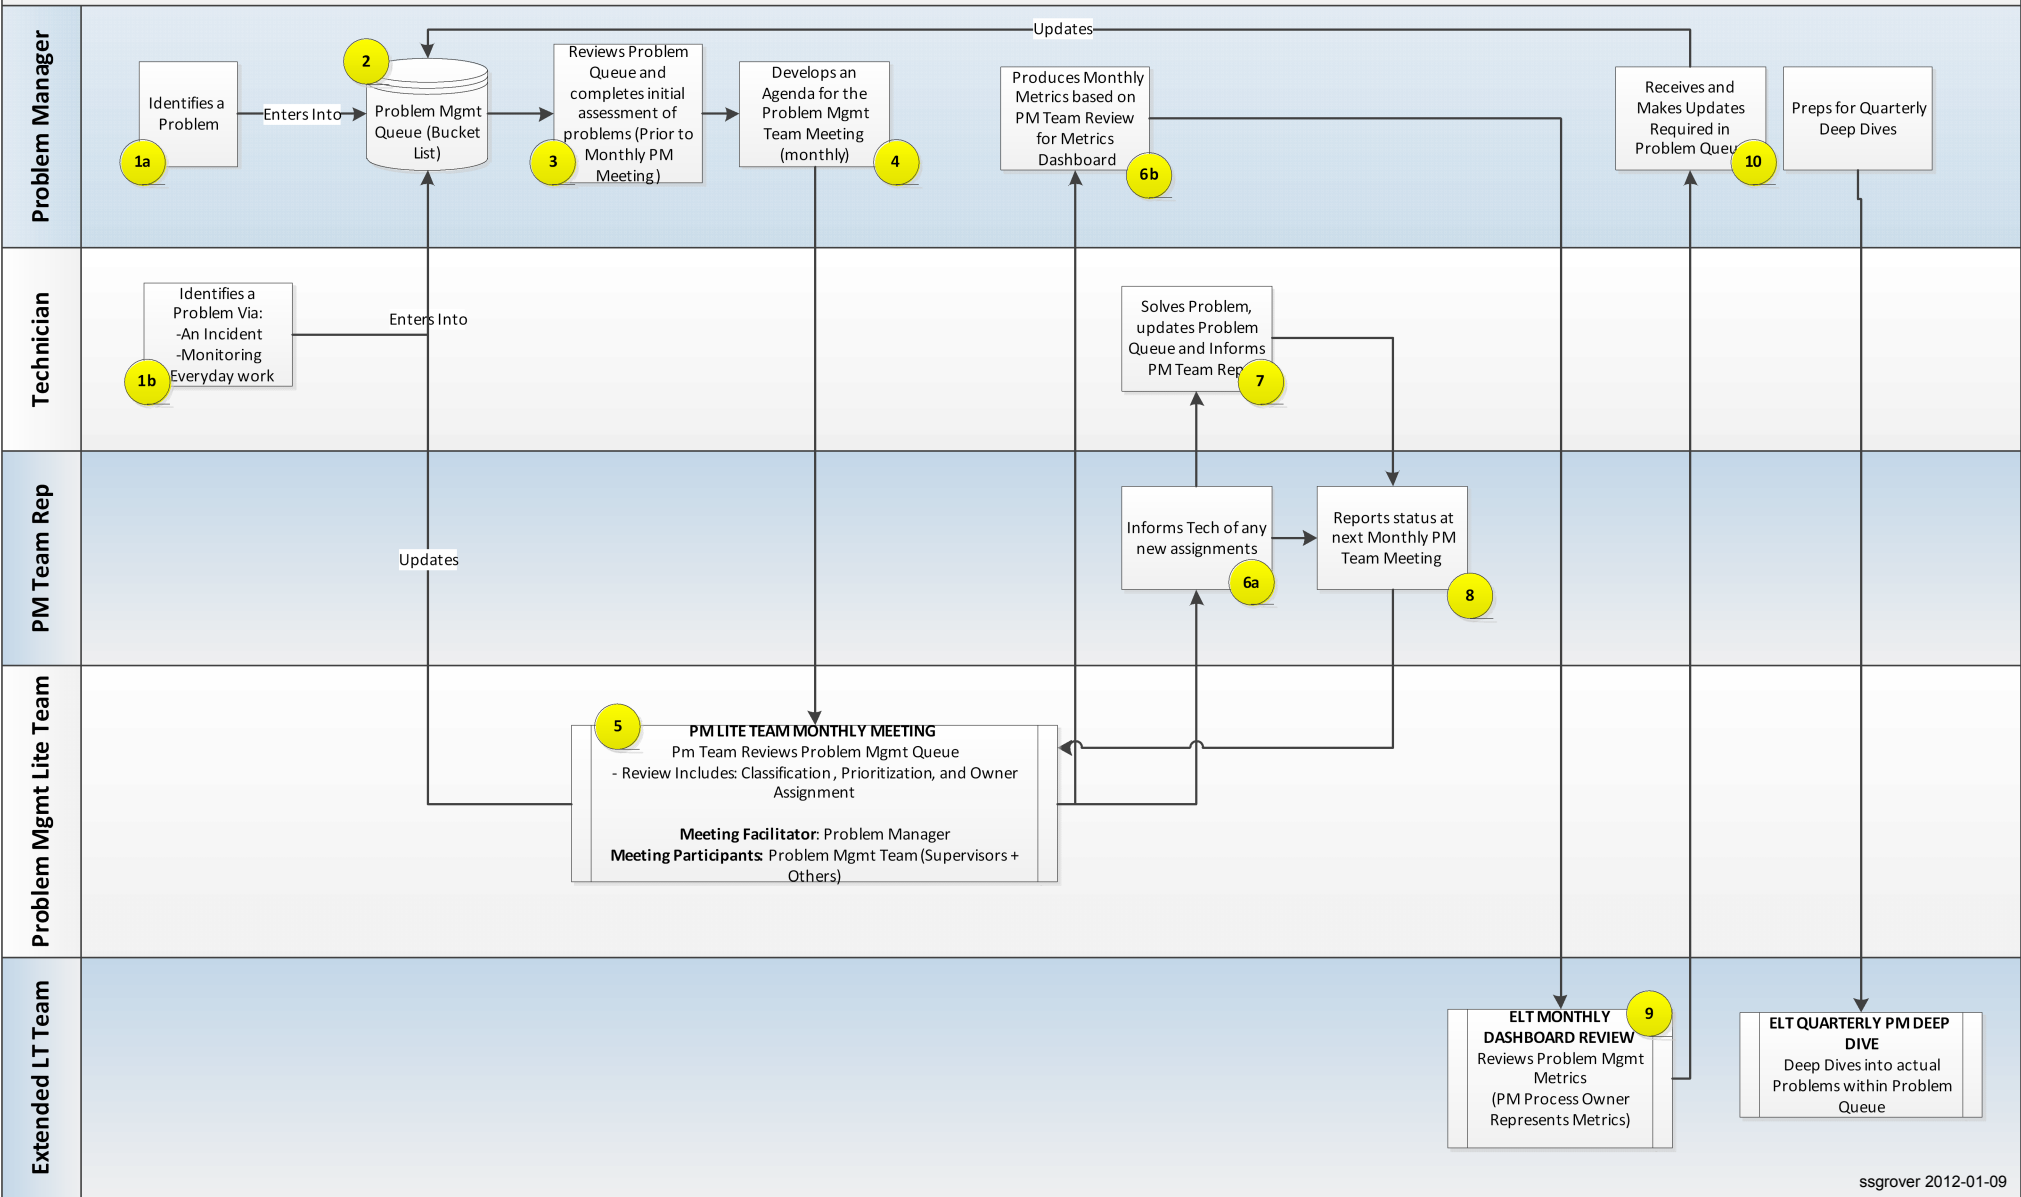 Problem Manager
Updates
1a
Identifies a
Problem
Enters Into
2
Problem Mgmt
Queue (Bucket
List)
3
Reviews Problem
Queue and
completes initial
assessment of
problems (Prior to
Monthly PM
Meeting)
4
Develops an
Agenda for the
Problem Mgmt
Team Meeting
(monthly)
6b
Produces Monthly
Metrics based on
PM Team Review
for Metrics
Dashboard
10
Receives and
Makes Updates
Required in
Problem Queu
Preps for Quarterly
Deep Dives
Technician
1b
Identifies a
Problem Via:
-An Incident
-Monitoring
Everyday work
Enters Into
7
Solves Problem,
updates Problem
Queue and Informs
PM Team Rep
PM Team Rep
Updates
6a
Informs Tech of any
new assignments
8
Reports status at
next Monthly PM
Team Meeting
Problem Mgmt Lite Team
5
PM LITE TEAM MONTHLY MEETING
Pm Team Reviews Problem Mgmt Queue
- Review Includes: Classification, Prioritization, and Owner
Assignment
Meeting Facilitator: Problem Manager
Meeting Participants: Problem Mgmt Team (Supervisors +
Others)
Extended LT Team
9
ELT MONTHLY
DASHBOARD REVIEW
Reviews Problem Mgmt
Metrics
(PM Process Owner
Represents Metrics)
ELT QUARTERLY PM DEEP
DIVE
Deep Dives into actual
Problems within Problem
Queue
ssgrover 2012-01-09